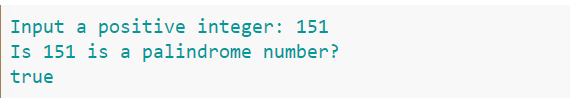 Input a positive integer: 151
Is 151 is a palindrome number?
true